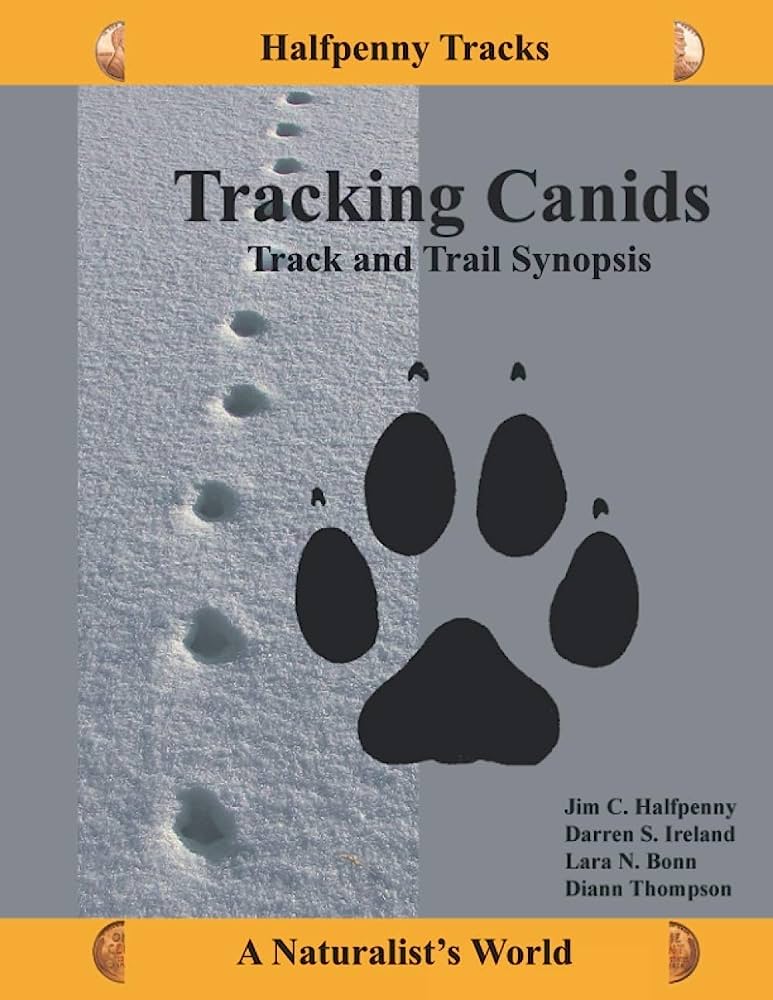 Halfpenny Tracks
Tracking Canids
Track and Trail Synopsis
Jim C. Halfpenny
Darren S. Ireland
Lara N. Bonn
Diann Thompson
A Naturalist's World